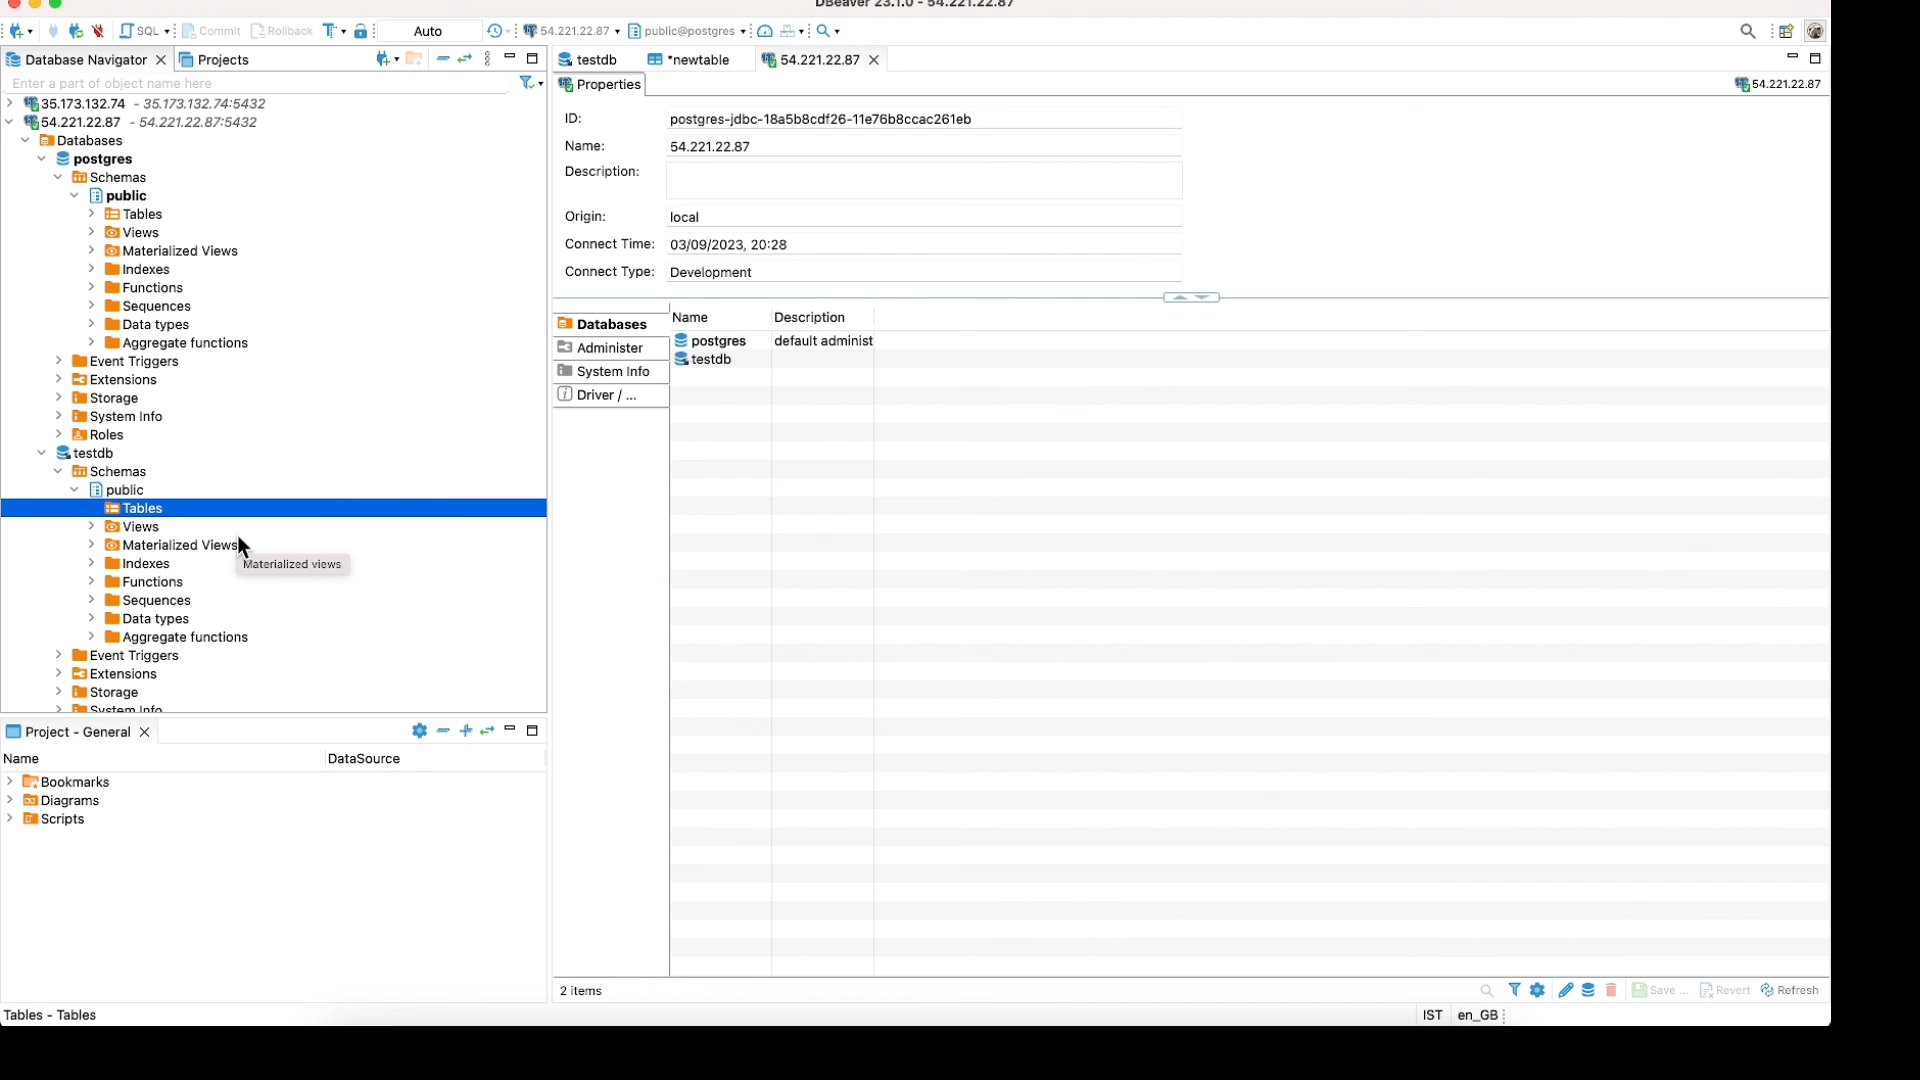 DBeaver 23.1.0 - 54.221.22.87
SQL Commit Rollback Auto 54.221.22.87 public@postgres
Database Navigator Projects testdb *newtable 54.221.22.87
Enter a part of object name here
Properties 54.221.22.87
35.173.132.74 - 35.173.132.74:5432
54.221.22.87 - 54.221.22.87:5432
Databases
postgres
Schemas
public
Tables
Views
Materialized Views
Indexes
Functions
Sequences
Data types
Aggregate functions
Event Triggers
Extensions
Storage
System Info
Roles
testdb
Schemas
public
Tables
Views
Materialized Views
Materialized views
Indexes
Functions
Sequences
Data types
Aggregate functions
Event Triggers
Extensions
Storage
System Info
ID: postgres-jdbc-18a5b8cdf26-11e76b8ccac261eb
Name: 54.221.22.87
Description:
Origin: local
Connect Time: 03/09/2023, 20:28
Connect Type: Development
Databases
Administer
System Info
Driver / ...
Name Description
postgres default administ
testdb
2 items Save ... Revert Refresh
Project - General
Name DataSource
Bookmarks
Diagrams
Scripts
Tables - Tables IST en_GB